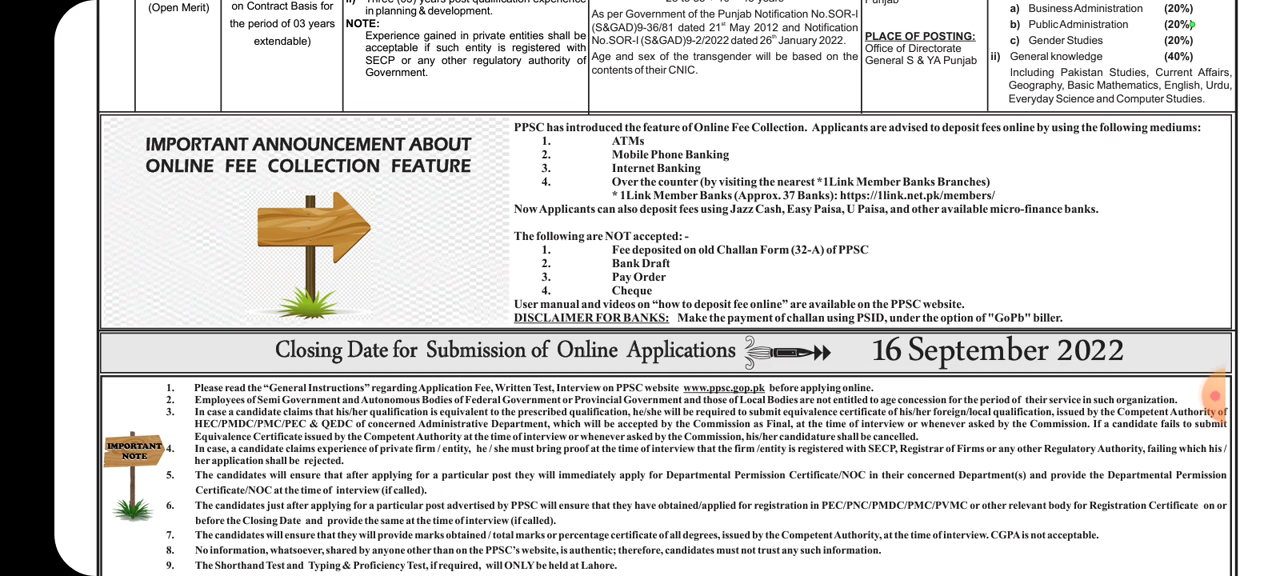 (Open Merit)
on Contract Basis for
the period of 03 years
extendable)
in planning & development.
NOTE:
Experience gained in private entities shall be
acceptable if such entity is registered with
SECP or any other regulatory authority of
Government.
As per Government of the Punjab Notification No.SOR-I
(S&GAD)9-36/81 dated 21st May 2012 and Notification
No.SOR-I (S&GAD)9-2/2022 dated 26th January 2022.
Age and sex of the transgender will be based on the
contents of their CNIC.
Punjab
PLACE OF POSTING:
Office of Directorate
General S & YA Punjab
a) Business Administration (20%)
b) Public Administration (20%)
c) Gender Studies (20%)
ii) General knowledge (40%)
Including Pakistan Studies, Current Affairs,
Geography, Basic Mathematics, English, Urdu,
Everyday Science and Computer Studies.
IMPORTANT ANNOUNCEMENT ABOUT
ONLINE FEE COLLECTION FEATURE
PPSC has introduced the feature of Online Fee Collection. Applicants are advised to deposit fees online by using the following mediums:
1. ATMs
2. Mobile Phone Banking
3. Internet Banking
4. Over the counter (by visiting the nearest *1Link Member Banks Branches)
* 1Link Member Banks (Approx. 37 Banks): https://1link.net.pk/members/
Now Applicants can also deposit fees using Jazz Cash, Easy Paisa, U Paisa, and other available micro-finance banks.
The following are NOT accepted: -
1. Fee deposited on old Challan Form (32-A) of PPSC
2. Bank Draft
3. Pay Order
4. Cheque
User manual and videos on “how to deposit fee online” are available on the PPSC website.
DISCLAIMER FOR BANKS: Make the payment of challan using PSID, under the option of "GoPb" biller.
Closing Date for Submission of Online Applications 16 September 2022
IMPORTANT
NOTE
1. Please read the “General Instructions” regarding Application Fee, Written Test, Interview on PPSC website www.ppsc.gop.pk before applying online.
2. Employees of Semi Government and Autonomous Bodies of Federal Government or Provincial Government and those of Local Bodies are not entitled to age concession for the period of their service in such organization.
3. In case a candidate claims that his/her qualification is equivalent to the prescribed qualification, he/she will be required to submit equivalence certificate of his/her foreign/local qualification, issued by the Competent Authority of
HEC/PMDC/PMC/PEC & QEDC of concerned Administrative Department, which will be accepted by the Commission as Final, at the time of interview or whenever asked by the Commission. If a candidate fails to submit
Equivalence Certificate issued by the Competent Authority at the time of interview or whenever asked by the Commission, his/her candidature shall be cancelled.
4. In case, a candidate claims experience of private firm / entity, he / she must bring proof at the time of interview that the firm /entity is registered with SECP, Registrar of Firms or any other Regulatory Authority, failing which his /
her application shall be rejected.
5. The candidates will ensure that after applying for a particular post they will immediately apply for Departmental Permission Certificate/NOC in their concerned Department(s) and provide the Departmental Permission
Certificate/NOC at the time of interview (if called).
6. The candidates just after applying for a particular post advertised by PPSC will ensure that they have obtained/applied for registration in PEC/PNC/PMDC/PMC/PVMC or other relevant body for Registration Certificate on or
before the Closing Date and provide the same at the time of interview (if called).
7. The candidates will ensure that they will provide marks obtained / total marks or percentage certificate of all degrees, issued by the Competent Authority, at the time of interview. CGPA is not acceptable.
8. No information, whatsoever, shared by anyone other than on the PPSC's website, is authentic; therefore, candidates must not trust any such information.
9. The Shorthand Test and Typing & Proficiency Test, if required, will ONLY be held at Lahore.